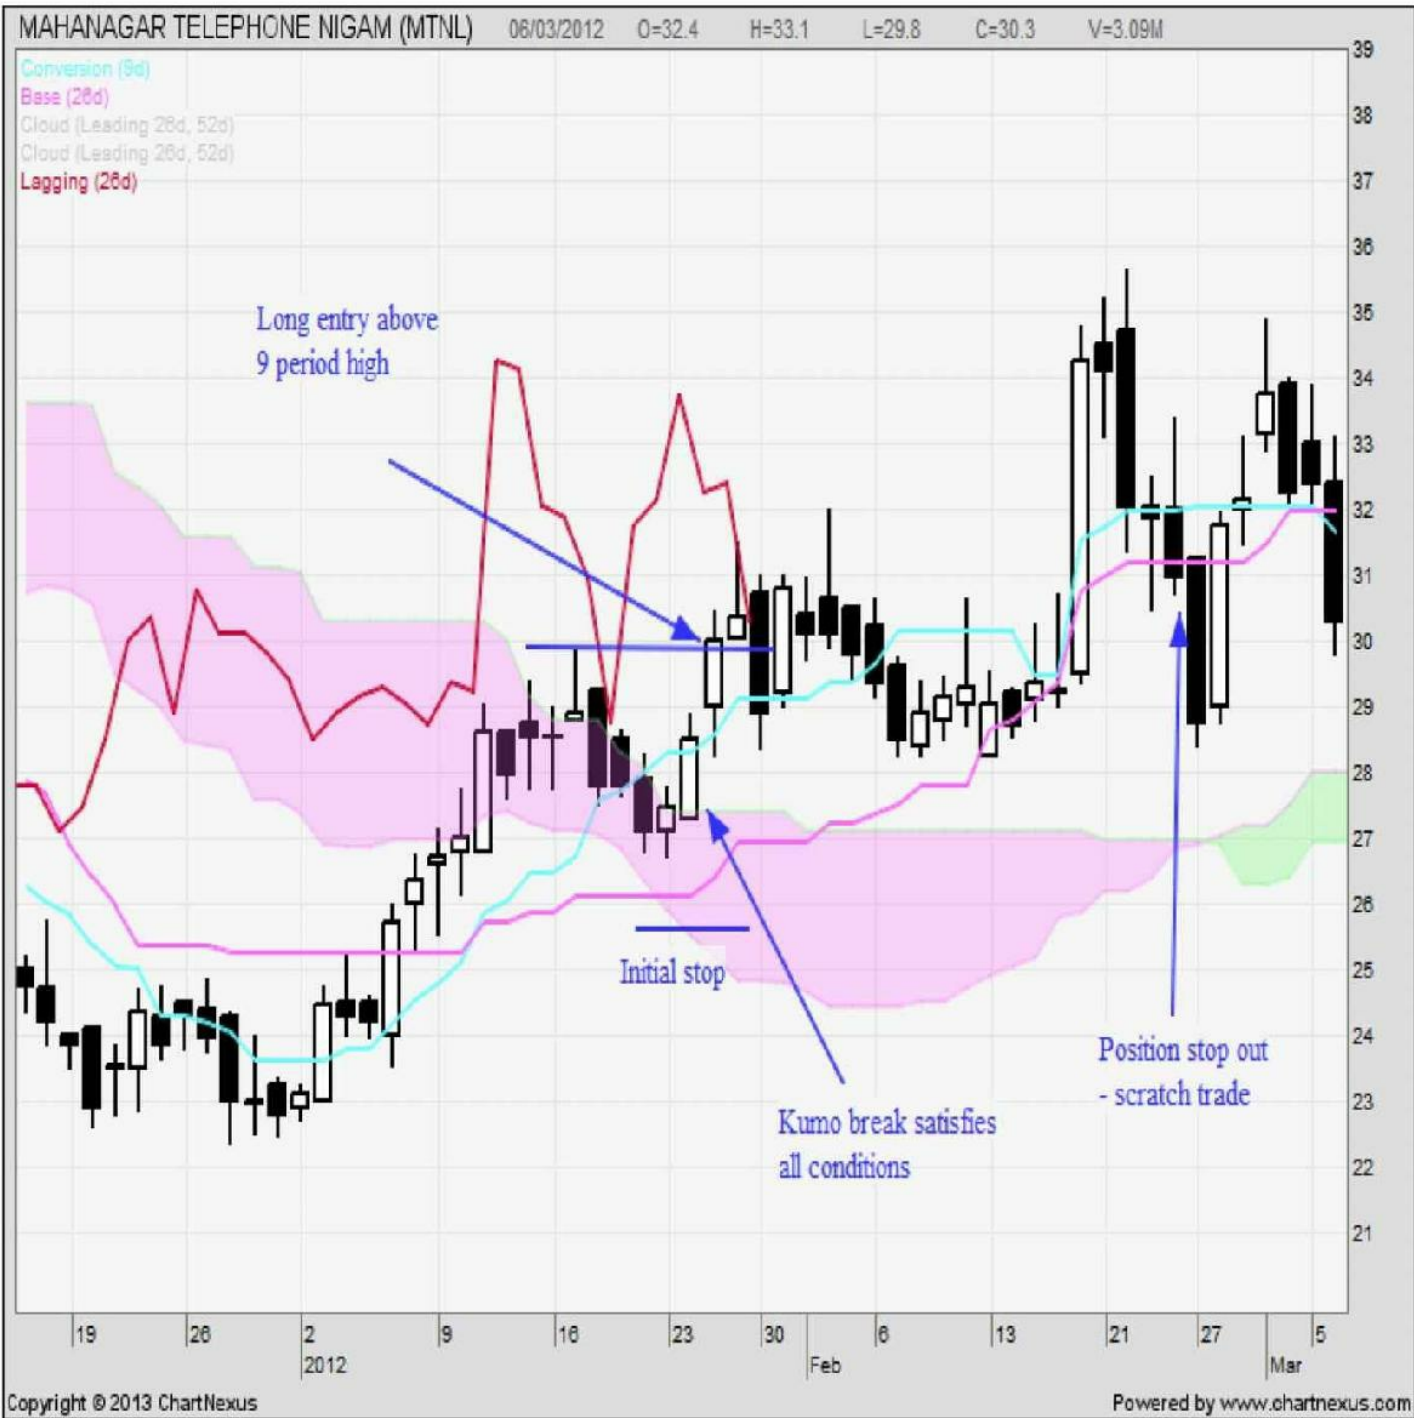 MAHANAGAR TELEPHONE NIGAM (MTNL) 06/03/2012 O=32.4 H=33.1 L=29.8 C=30.3 V=3.09M
Conversion (9d)
Base (26d)
Cloud (Leading 26d, 52d)
Cloud (Leading 26d, 52d)
Lagging (26d)
39
38
37
36
35
34
33
32
31
30
29
28
27
26
25
24
23
22
21
Long entry above
9 period high
Initial stop
Kumo break satisfies
all conditions
Position stop out
- scratch trade
19 26 2 9 16 23 30 6 13 21 27 5
2012 Feb Mar
Copyright © 2013 ChartNexus
Powered by www.chartnexus.com